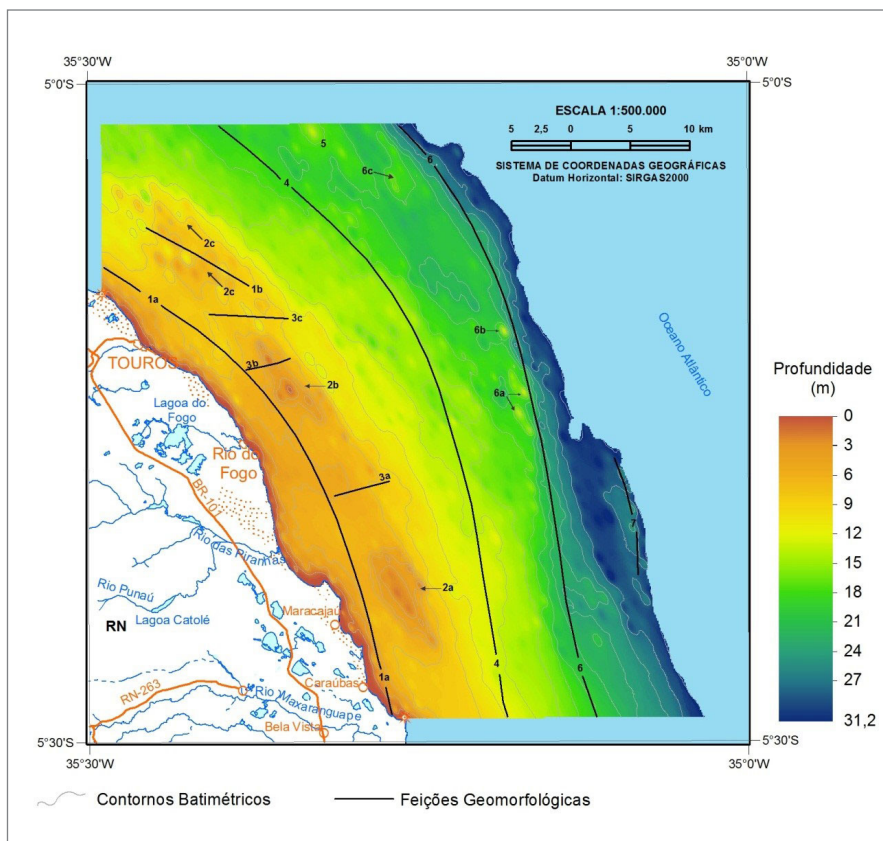 35°30'W
35°0'W
5°0'S
5°0'S
ESCALA 1:500.000
5 2,5 0 5 10 km
SISTEMA DE COORDENADAS GEOGRÁFICAS
Datum Horizontal: SIRGAS2000
5
6
6c
4
2c
2c
1b
1a
3c
6b
Oceano Atlântico
3b
TOUROS
2b
6a
Lagoa do
Fogo
Rio do
Fogo
BR-101
3a
7
Rio das Piranhas
Rio Punaú
2a
Lagoa Catolé
Maracajaú
RN
4
6
1a
Caraúbas
RN-263
Rio Maxaranguape
Bela Vista
5°30'S
5°30'S
35°30'W
35°0'W
Profundidade
(m)
0
3
6
9
12
15
18
21
24
27
31,2
Contornos Batimétricos
Feições Geomorfológicas